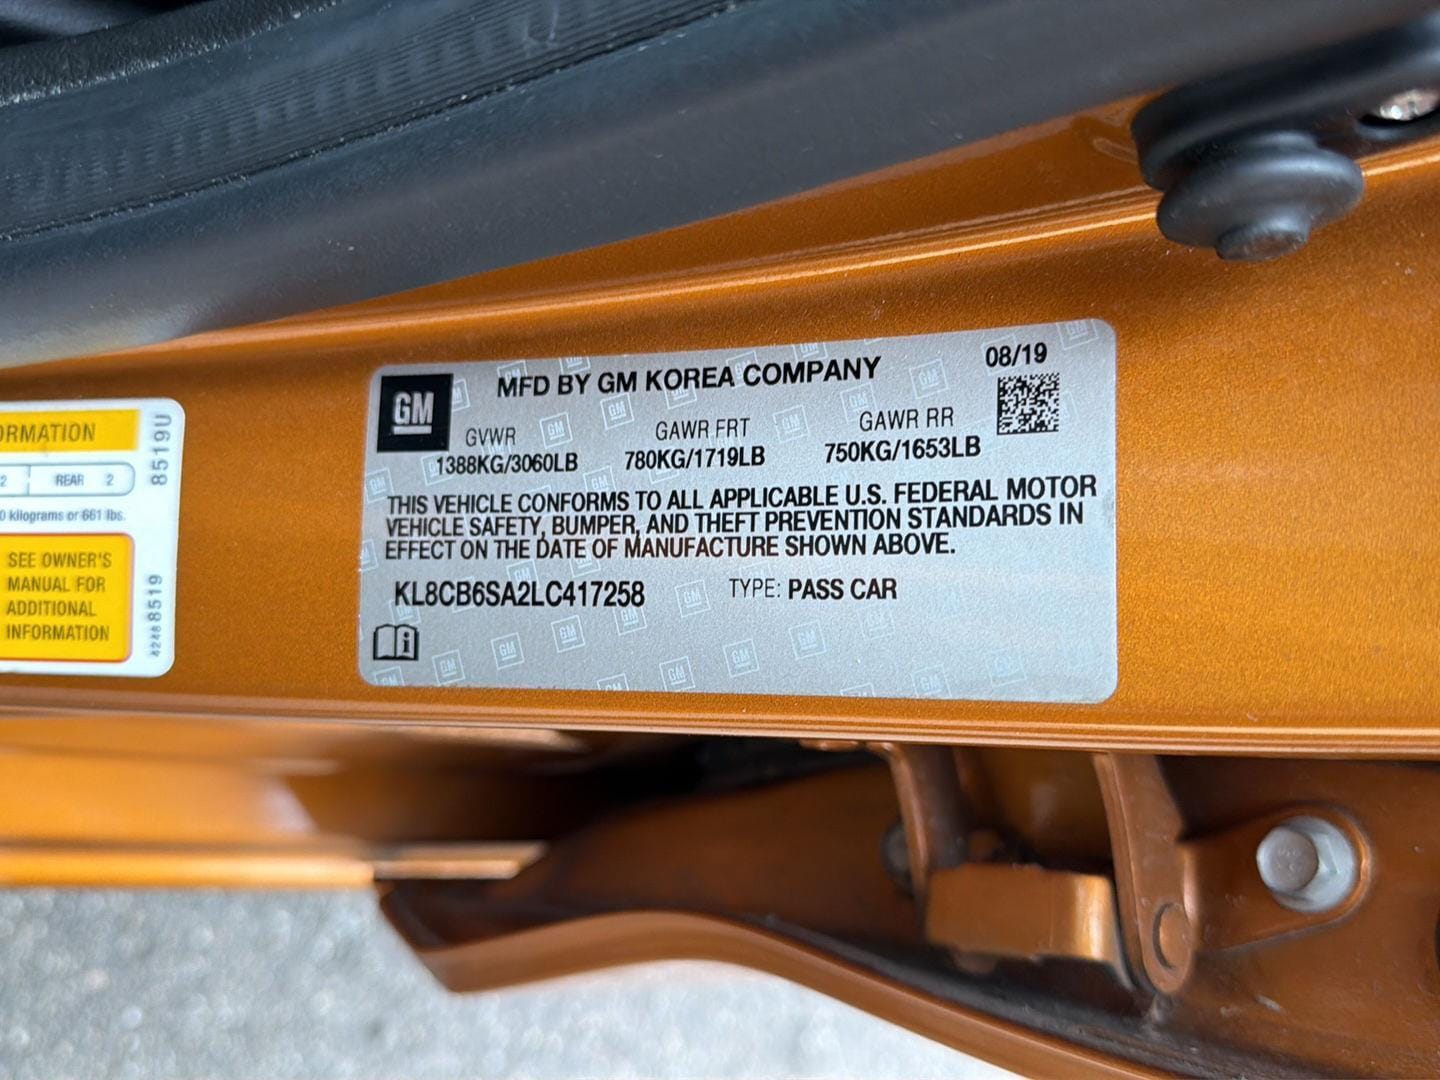 GM
MFD BY GM KOREA COMPANY
08/19
GVWR
GAWR FRT
GAWR RR
1388KG/3060LB
780KG/1719LB
750KG/1653LB
THIS VEHICLE CONFORMS TO ALL APPLICABLE U.S. FEDERAL MOTOR
VEHICLE SAFETY, BUMPER, AND THEFT PREVENTION STANDARDS IN
EFFECT ON THE DATE OF MANUFACTURE SHOWN ABOVE.
KL8CB6SA2LC417258
TYPE: PASS CAR
i
ORMATION
2
REAR 2
0 kilograms or 661 lbs.
SEE OWNER'S
MANUAL FOR
ADDITIONAL
INFORMATION
8519U
42488519